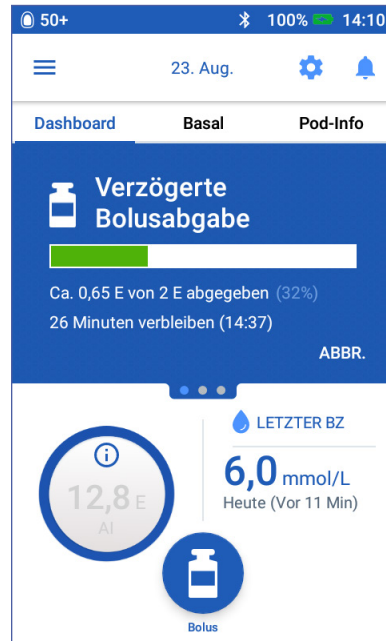 50+ 100% 14:10
23. Aug.
Dashboard Basal Pod-Info
Verzögerte
Bolusabgabe
Ca. 0,65 E von 2 E abgegeben (32%)
26 Minuten verbleiben (14:37)
ABBR.
LETZTER BZ
12,8 E
AI
6,0 mmol/L
Heute (Vor 11 Min)
Bolus